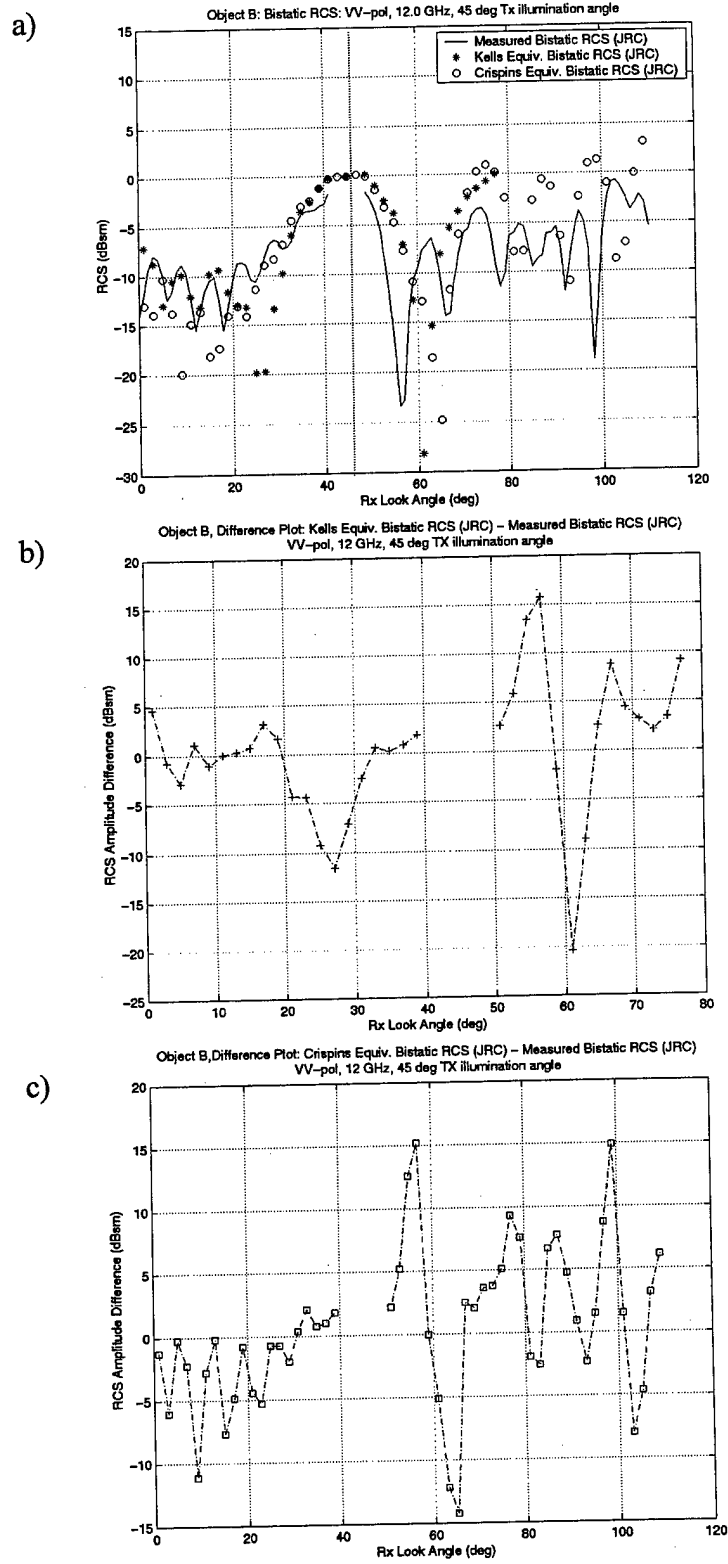 a)
Object B: Bistatic RCS: VV-pol, 12.0 GHz, 45 deg Tx illumination angle
Measured Bistatic RCS (JRC)
Kells Equiv. Bistatic RCS (JRC)
Crispins Equiv. Bistatic RCS (JRC)
15
10
5
0
-5
-10
-15
-20
-25
-30
RCS (dBsm)
0 20 40 60 80 100 120
Rx Look Angle (deg)
b)
Object B, Difference Plot: Kells Equiv. Bistatic RCS (JRC) - Measured Bistatic RCS (JRC)
VV-pol, 12 GHz, 45 deg TX illumination angle
20
15
10
5
0
-5
-10
-15
-20
-25
RCS Amplitude Difference (dBsm)
0 10 20 30 40 50 60 70 80
Rx Look Angle (deg)
c)
Object B,Difference Plot: Crispins Equiv. Bistatic RCS (JRC) - Measured Bistatic RCS (JRC)
VV-pol, 12 GHz, 45 deg TX illumination angle
20
15
10
5
0
-5
-10
-15
RCS Amplitude Difference (dBsm)
0 20 40 60 80 100 120
Rx Look Angle (deg)